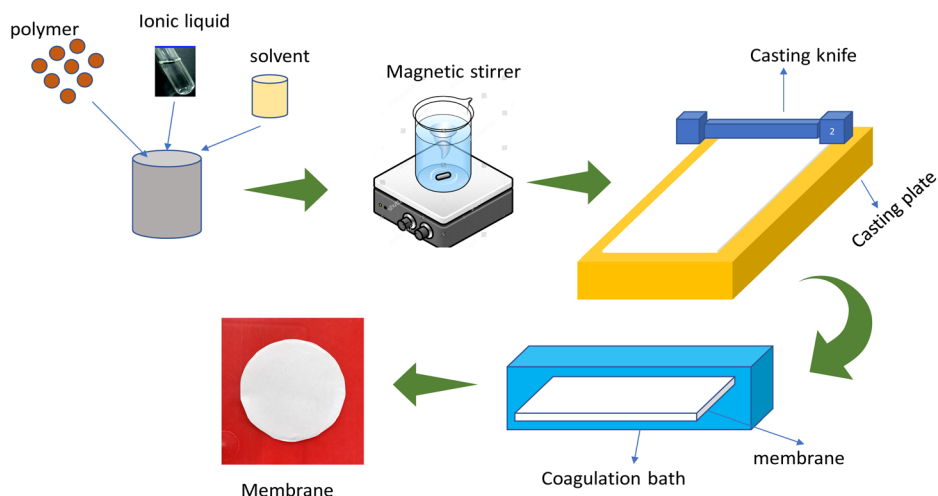 Ionic liquid
polymer
solvent
Magnetic stirrer
Casting knife
2
Casting plate
membrane
Coagulation bath
Membrane